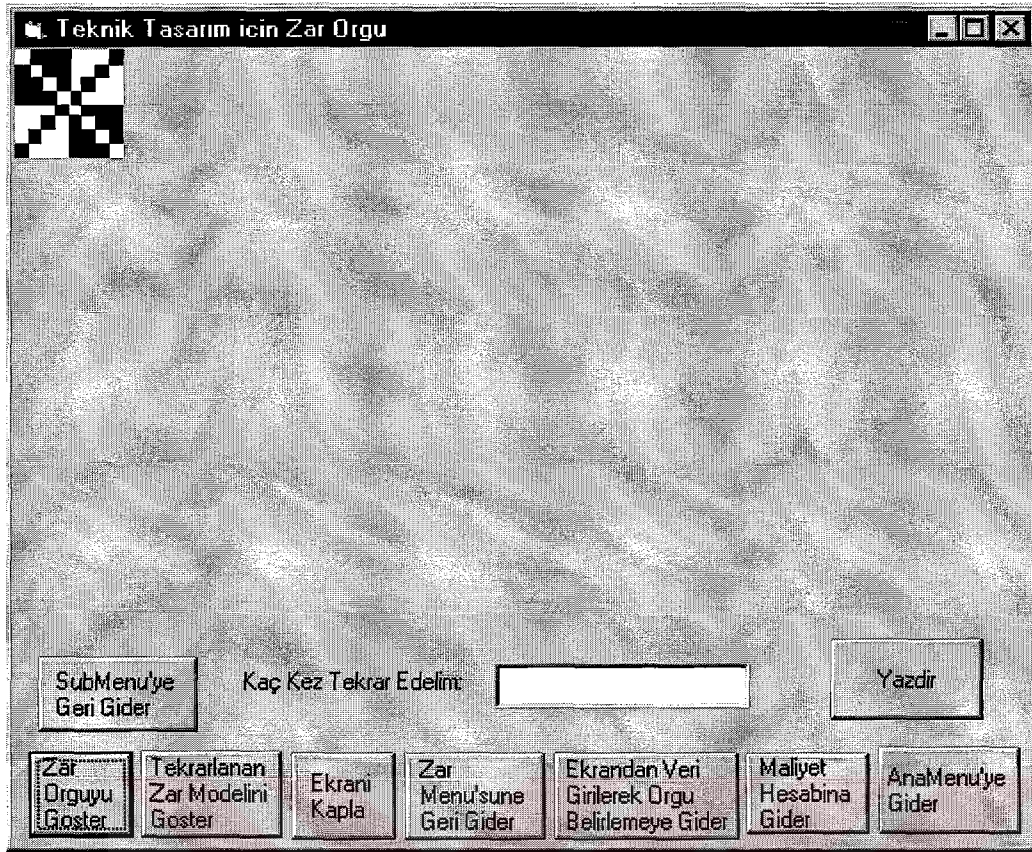 Teknik Tasarım icin Zar Orgu
SubMenu'ye
Geri Gider
Kaç Kez Tekrar Edelim:
Yazdir
Zar
Orguyu
Goster
Tekrarlanan
Zar Modelini
Goster
Ekrani
Kapla
Zar
Menu'sune
Geri Gider
Ekrandan Veri
Girilerek Orgu
Belirlemeye Gider
Maliyet
Hesabina
Gider
AnaMenu'ye
Gider